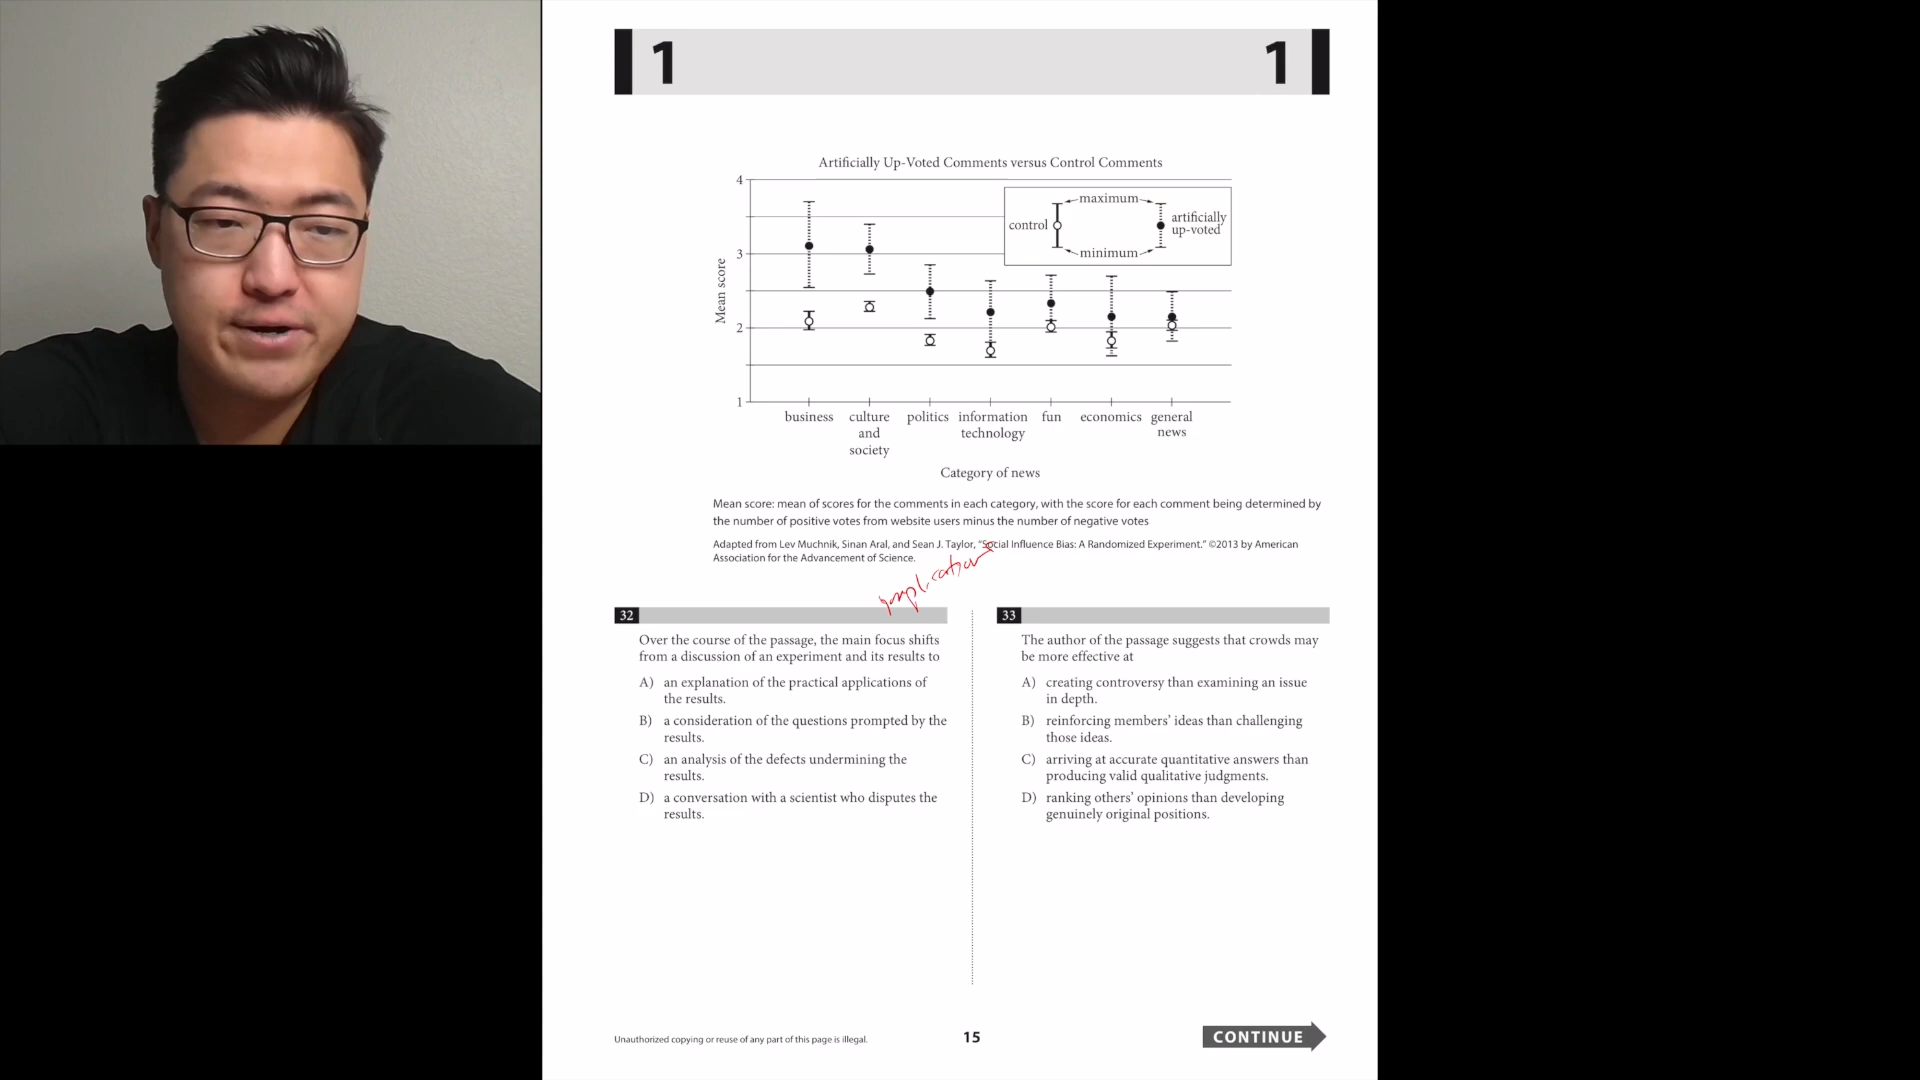 1
1
Artificially Up-Voted Comments versus Control Comments
4
3
2
1
Mean score
maximum
control
artificially
up-voted
minimum
business
culture
and
society
politics
information
technology
fun
economics
general
news
Category of news
Mean score: mean of scores for the comments in each category, with the score for each comment being determined by
the number of positive votes from website users minus the number of negative votes
Adapted from Lev Muchnik, Sinan Aral, and Sean J. Taylor, “Social Influence Bias: A Randomized Experiment.” ©2013 by American
Association for the Advancement of Science.
32
Over the course of the passage, the main focus shifts
from a discussion of an experiment and its results to
A) an explanation of the practical applications of
the results.
B) a consideration of the questions prompted by the
results.
C) an analysis of the defects undermining the
results.
D) a conversation with a scientist who disputes the
results.
33
The author of the passage suggests that crowds may
be more effective at
A) creating controversy than examining an issue
in depth.
B) reinforcing members’ ideas than challenging
those ideas.
C) arriving at accurate quantitative answers than
producing valid qualitative judgments.
D) ranking others’ opinions than developing
genuinely original positions.
Unauthorized copying or reuse of any part of this page is illegal.
15
CONTINUE